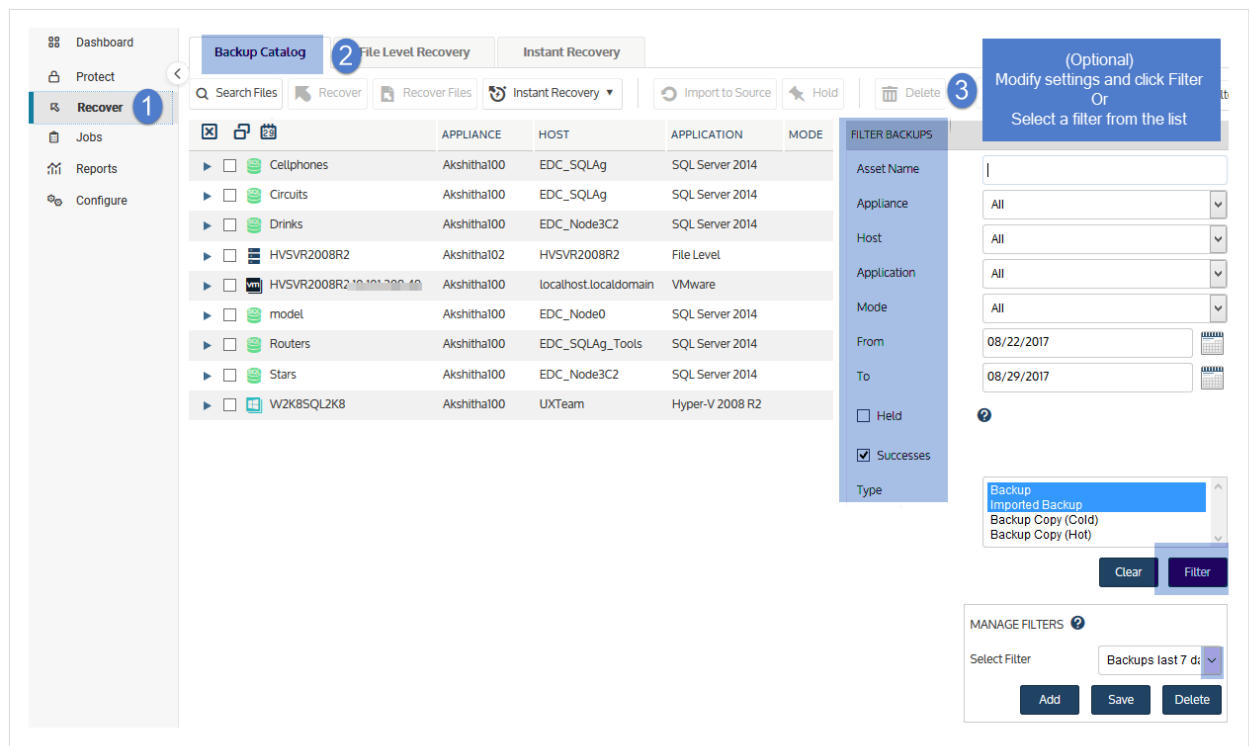 Dashboard
Protect
Recover
1
Jobs
Reports
Configure
Backup Catalog
2
File Level Recovery
Instant Recovery
Search Files
Recover
Recover Files
Instant Recovery
Import to Source
Hold
Delete
3
(Optional)
Modify settings and click Filter
Or
Select a filter from the list
29
APPLIANCE HOST APPLICATION MODE
Cellphones Akshitha100 EDC_SQLAg SQL Server 2014
Circuits Akshitha100 EDC_SQLAg SQL Server 2014
Drinks Akshitha100 EDC_Node3C2 SQL Server 2014
HVSVR2008R2 Akshitha102 HVSVR2008R2 File Level
vm HVSVR2008R2 Akshitha100 localhost.localdomain VMware
model Akshitha100 EDC_Node0 SQL Server 2014
Routers Akshitha100 EDC_SQLAg_Tools SQL Server 2014
Stars Akshitha100 EDC_Node3C2 SQL Server 2014
W2K8SQL2K8 Akshitha100 UXTeam Hyper-V 2008 R2
FILTER BACKUPS
Asset Name
Appliance All
Host All
Application All
Mode All
From 08/22/2017
To 08/29/2017
Held ?
Successes
Type
Backup
Imported Backup
Backup Copy (Cold)
Backup Copy (Hot)
Clear Filter
MANAGE FILTERS ?
Select Filter Backups last 7
Add Save Delete